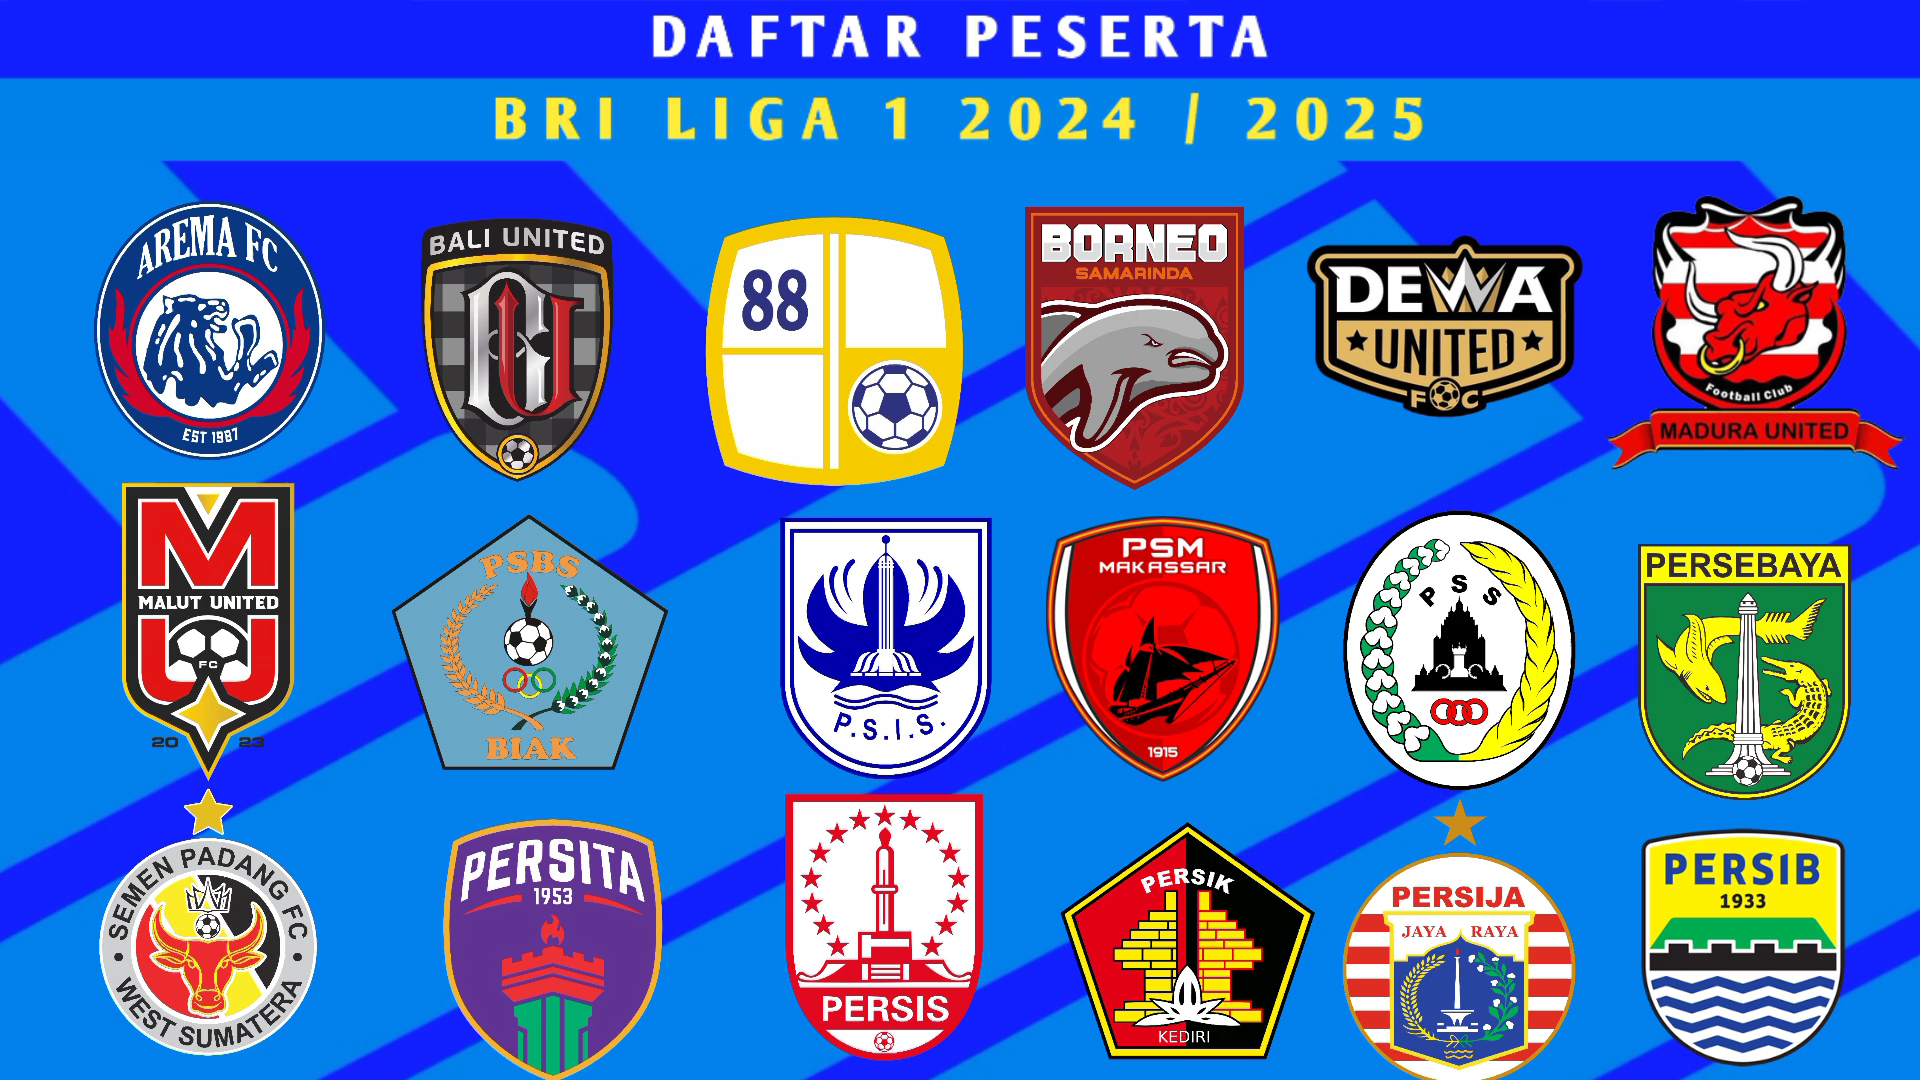 DAFTAR PESERTA
BRI LIGA 1 2024 / 2025
AREMA FC
EST 1987
BALI UNITED
88
BORNEO
SAMARINDA
DEWA
UNITED
FC
Football Club
MADURA UNITED
M
MALUT UNITED
U
FC
20 23
PSBS
BIAK
P.S.I.S.
PSM
MAKASSAR
1915
PSS
PERSEBAYA
SEMEN PADANG FC
WEST SUMATERA
PERSITA
1953
PERSIS
PERSIK
KEDIRI
PERSIJA
JAYA RAYA
PERSIB
1933